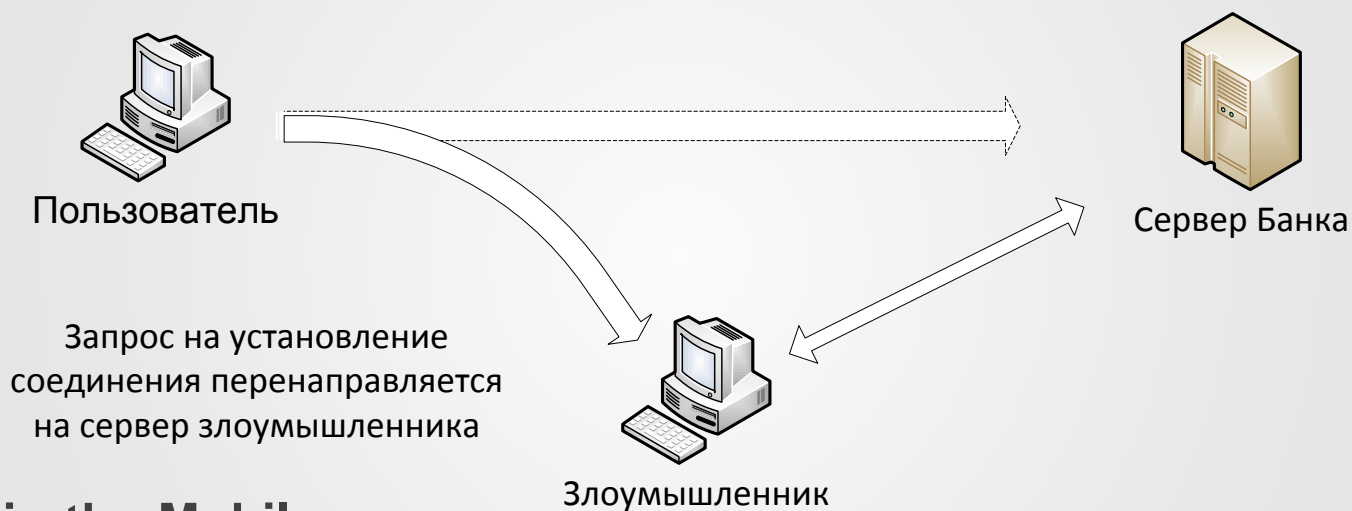 Пользователь
Сервер Банка
Запрос на установление
соединения перенаправляется
на сервер злоумышленника
Злоумышленник